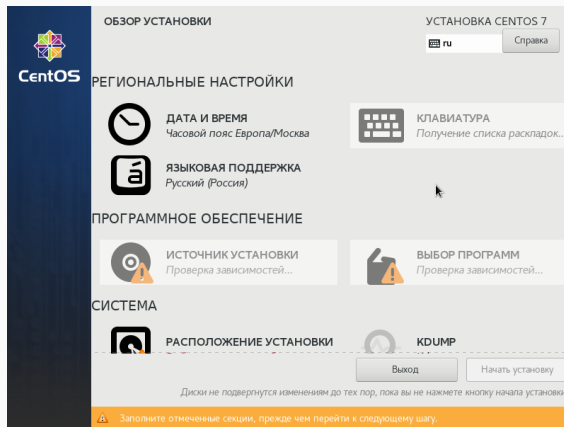 ОБЗОР УСТАНОВКИ
УСТАНОВКА CENTOS 7
ru
Справка
CentOS
РЕГИОНАЛЬНЫЕ НАСТРОЙКИ
ДАТА И ВРЕМЯ
Часовой пояс Европа/Москва
КЛАВИАТУРА
Получение списка раскладок...
á
ЯЗЫКОВАЯ ПОДДЕРЖКА
Русский (Россия)
ПРОГРАММНОЕ ОБЕСПЕЧЕНИЕ
ИСТОЧНИК УСТАНОВКИ
Проверка зависимостей...
ВЫБОР ПРОГРАММ
Проверка зависимостей...
СИСТЕМА
РАСПОЛОЖЕНИЕ УСТАНОВКИ
KDUMP
Выход
Начать установку
Диски не подвергнутся изменениям до тех пор, пока вы не нажмете кнопку начала установки
Заполните отмеченные секции, прежде чем перейти к следующему шагу.